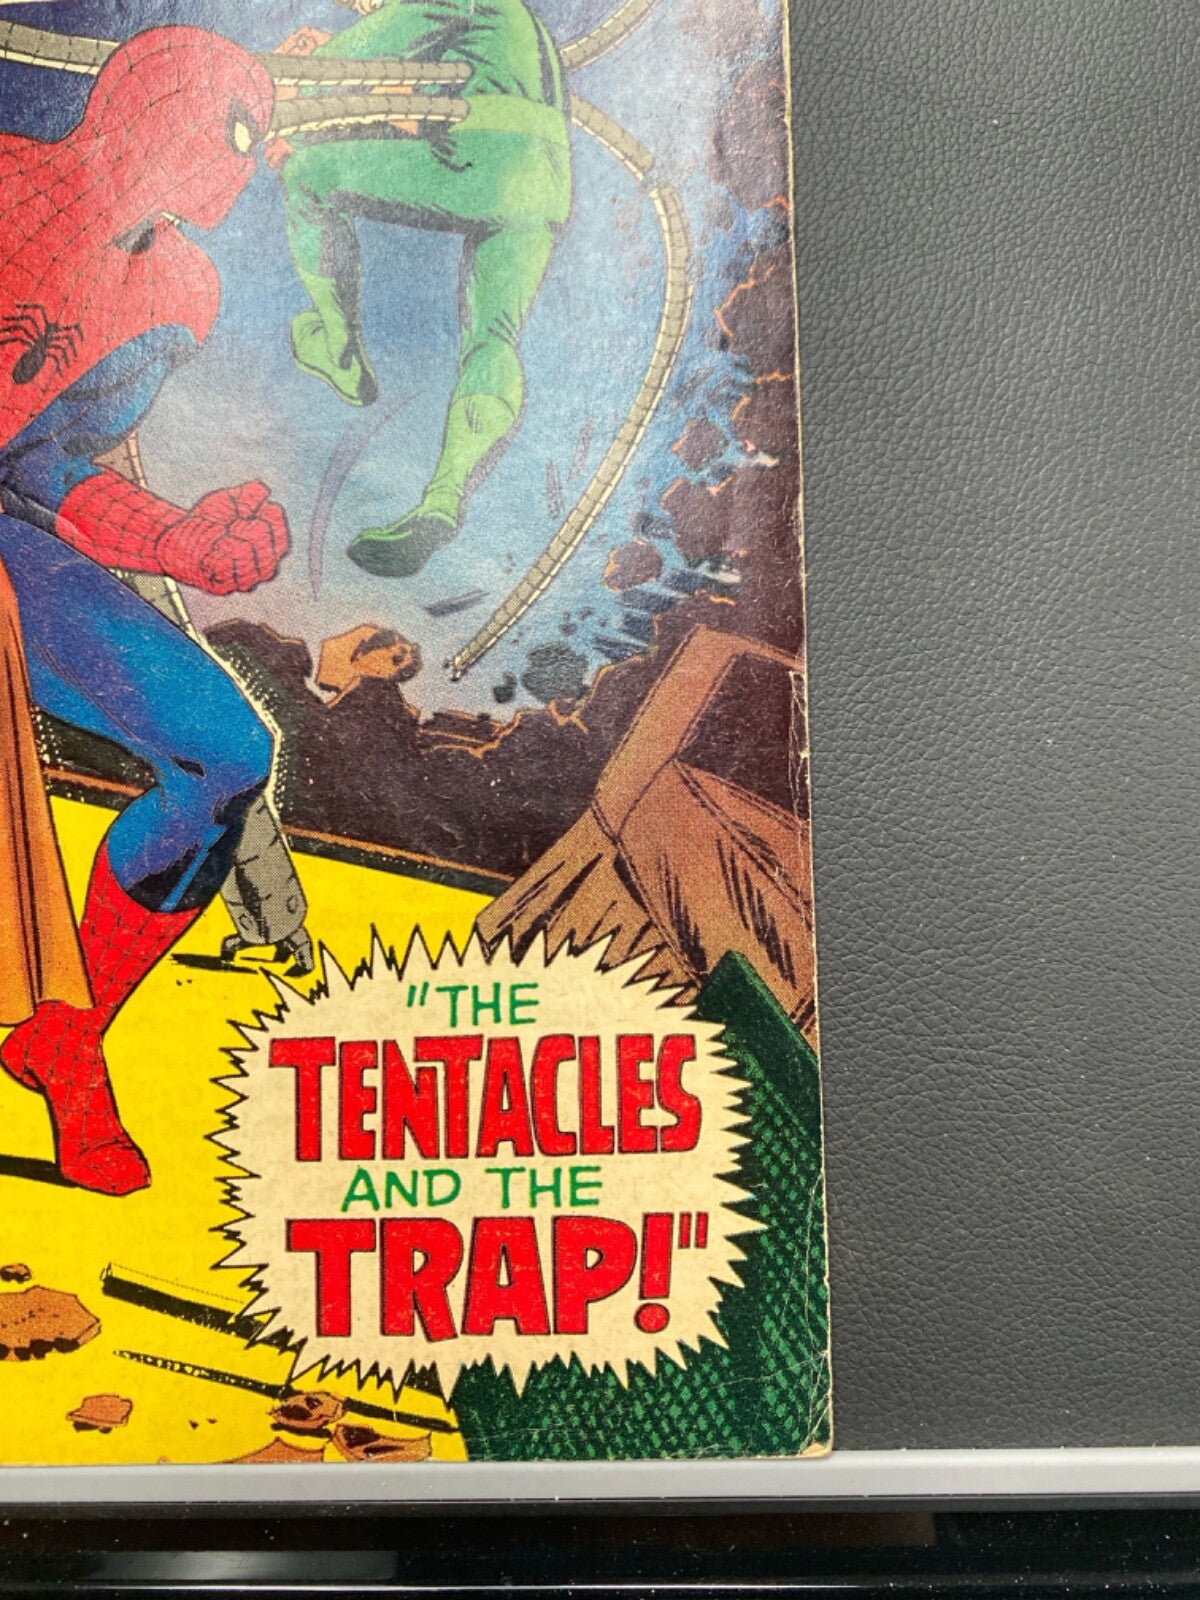 "THE
TENTACLES
AND THE
TRAP!"